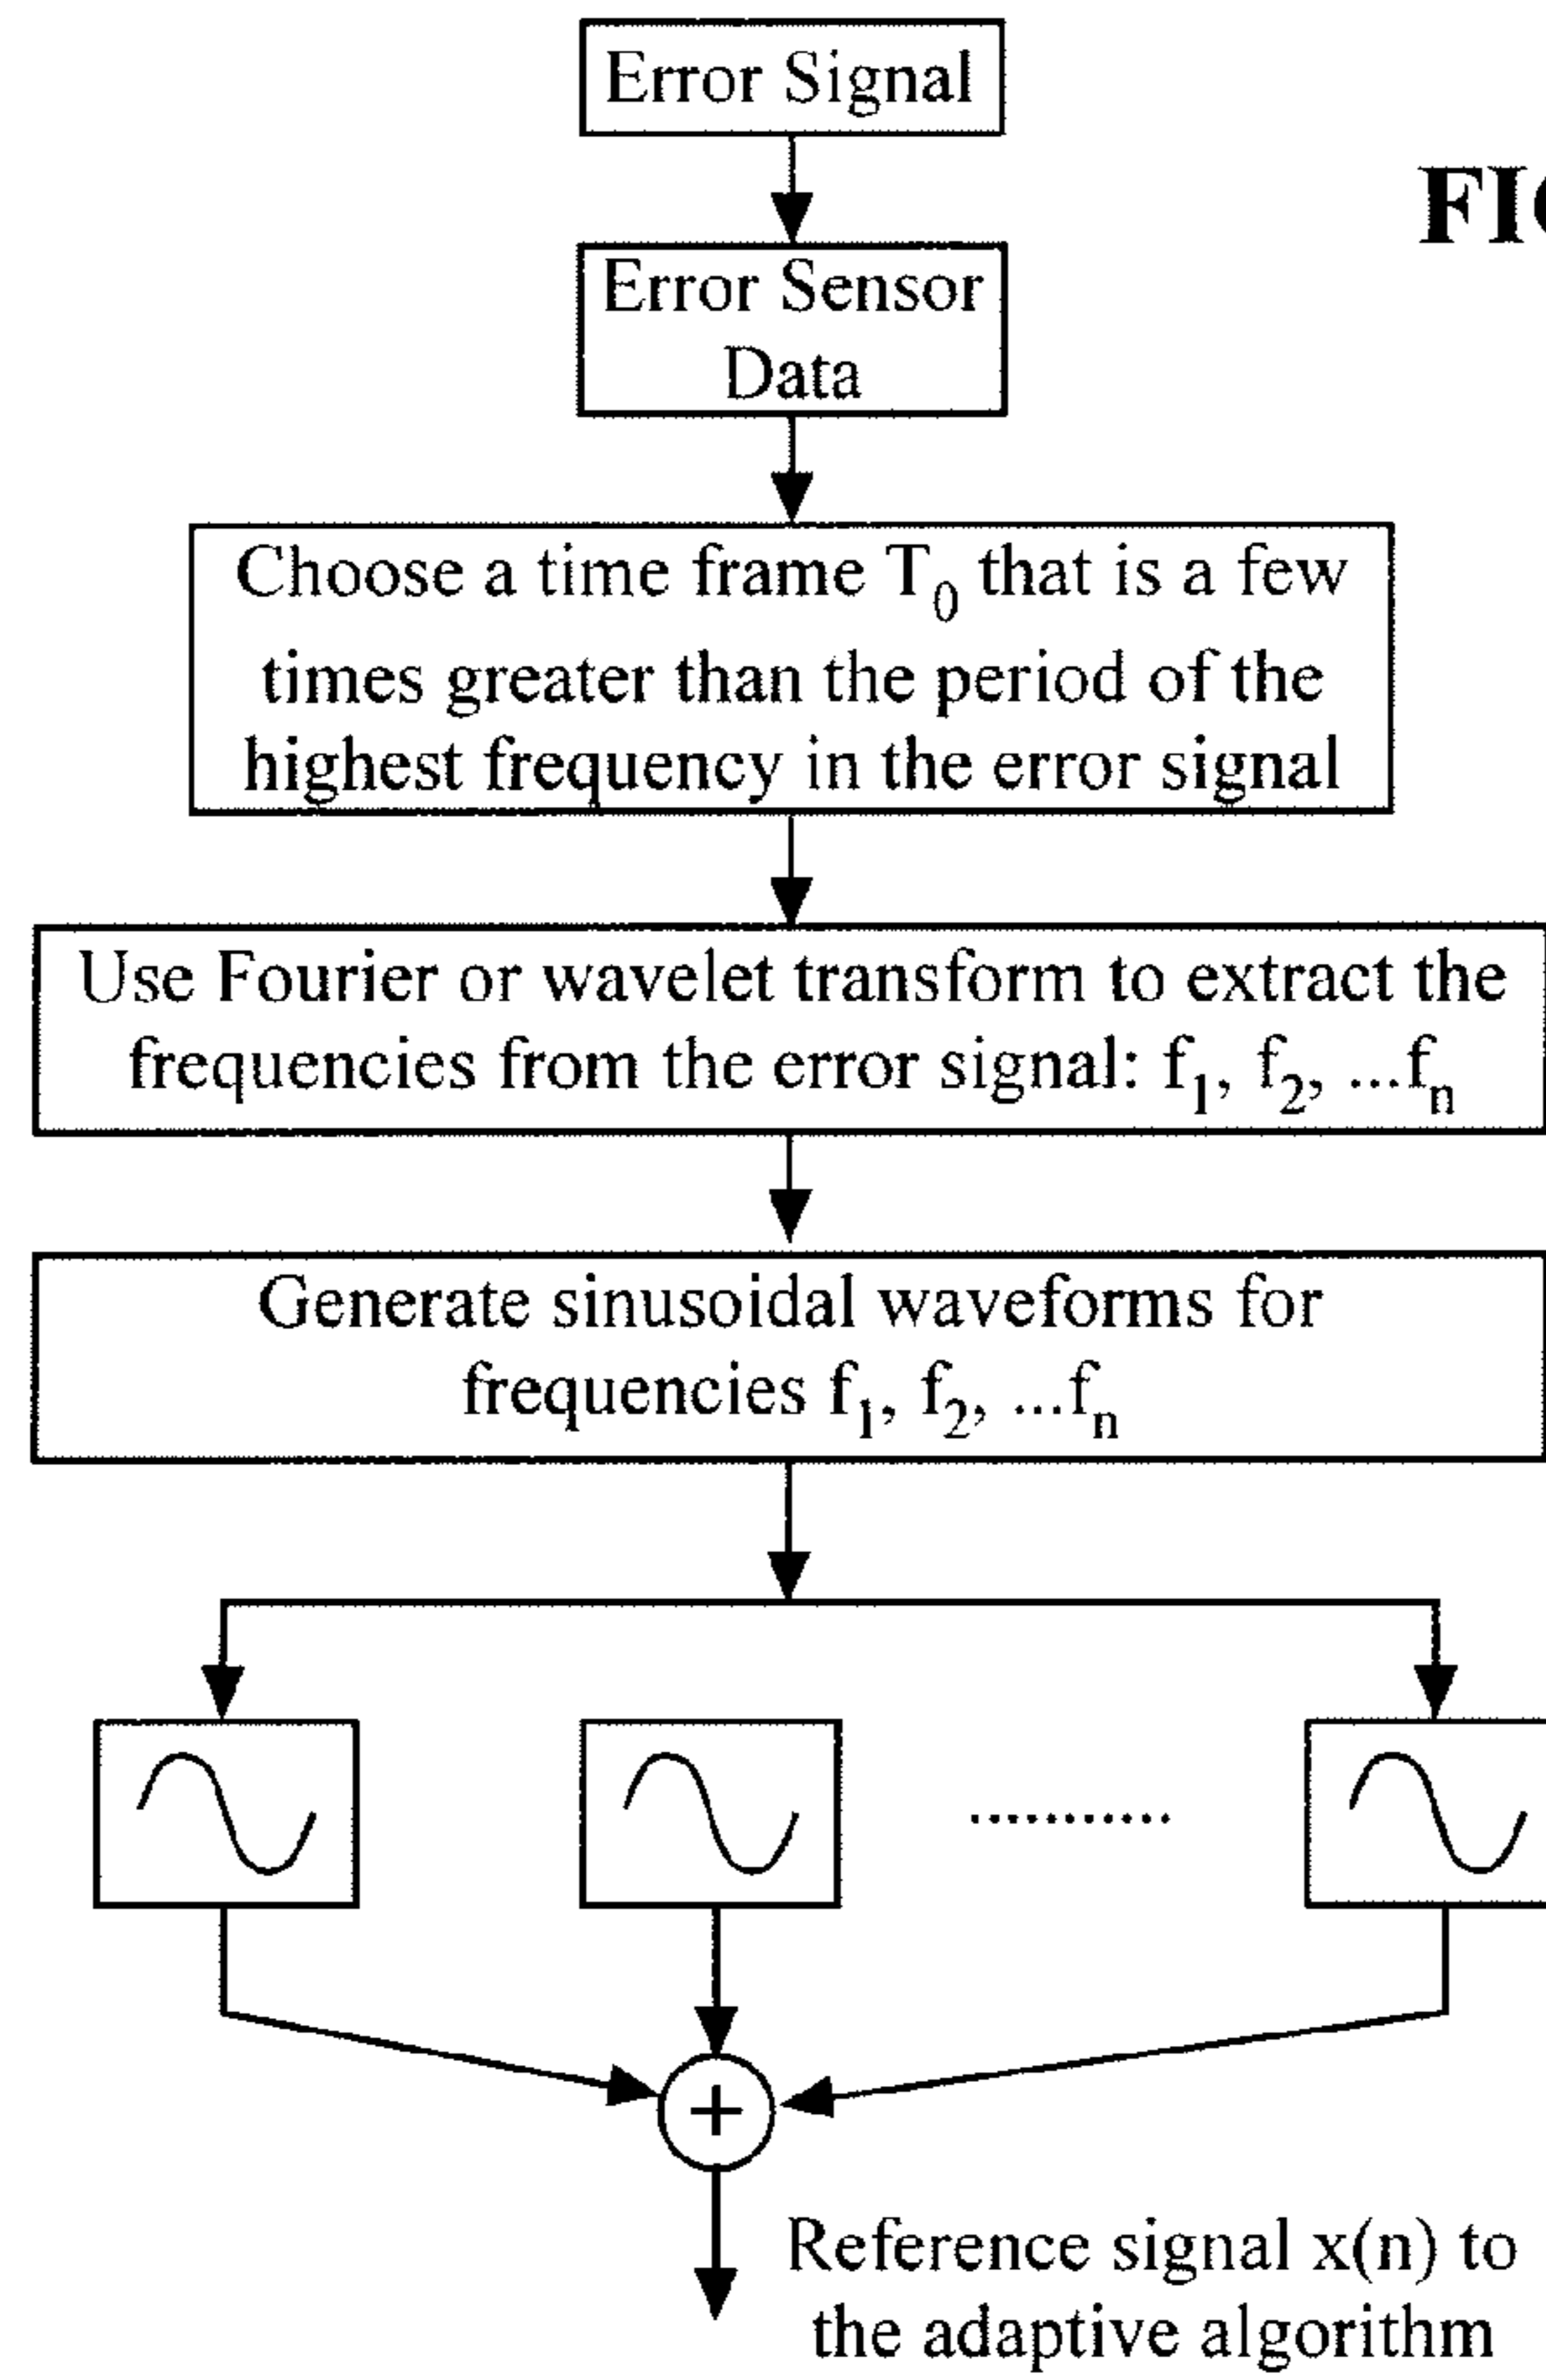 Error Signal
FIG
Error Sensor
Data
Choose a time frame T₀ that is a few
times greater than the period of the
highest frequency in the error signal
Use Fourier or wavelet transform to extract the
frequencies from the error signal: f₁, f₂, ...fₙ
Generate sinusoidal waveforms for
frequencies f₁, f₂, ...fₙ
...........
+
Reference signal x(n) to
the adaptive algorithm